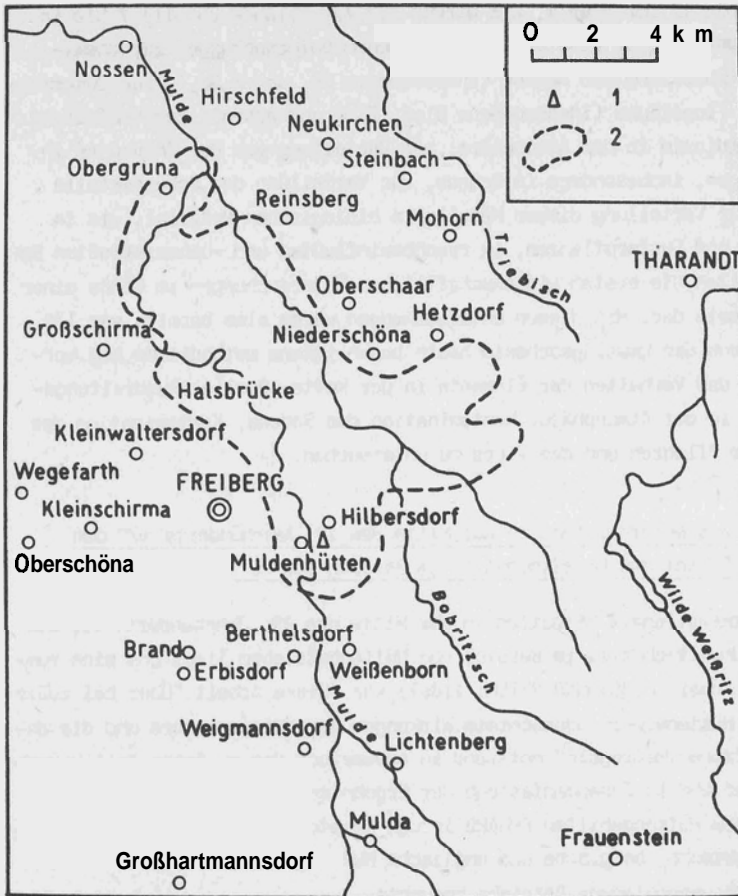 0 2 4 km
Δ
2
Nossen
Mulde
Hirschfeld
Neukirchen
Steinbach
Obergruna
Reinsberg
Mohorn
Triebisch
THARANDT
Oberschaar
Hetzdorf
Großschirma
Niederschöna
Halsbrücke
Kleinwaltersdorf
Wegefarth
FREIBERG
Kleinschirma
Hilbersdorf
Δ
Oberschöna
Muldenhütten
Bobritzsch
Wilde Weißritz
Berthelsdorf
Brand
Erbisdorf
Weißenborn
Mulde
Weigmannsdorf
Lichtenberg
Mulda
Frauenstein
Großhartmannsdorf